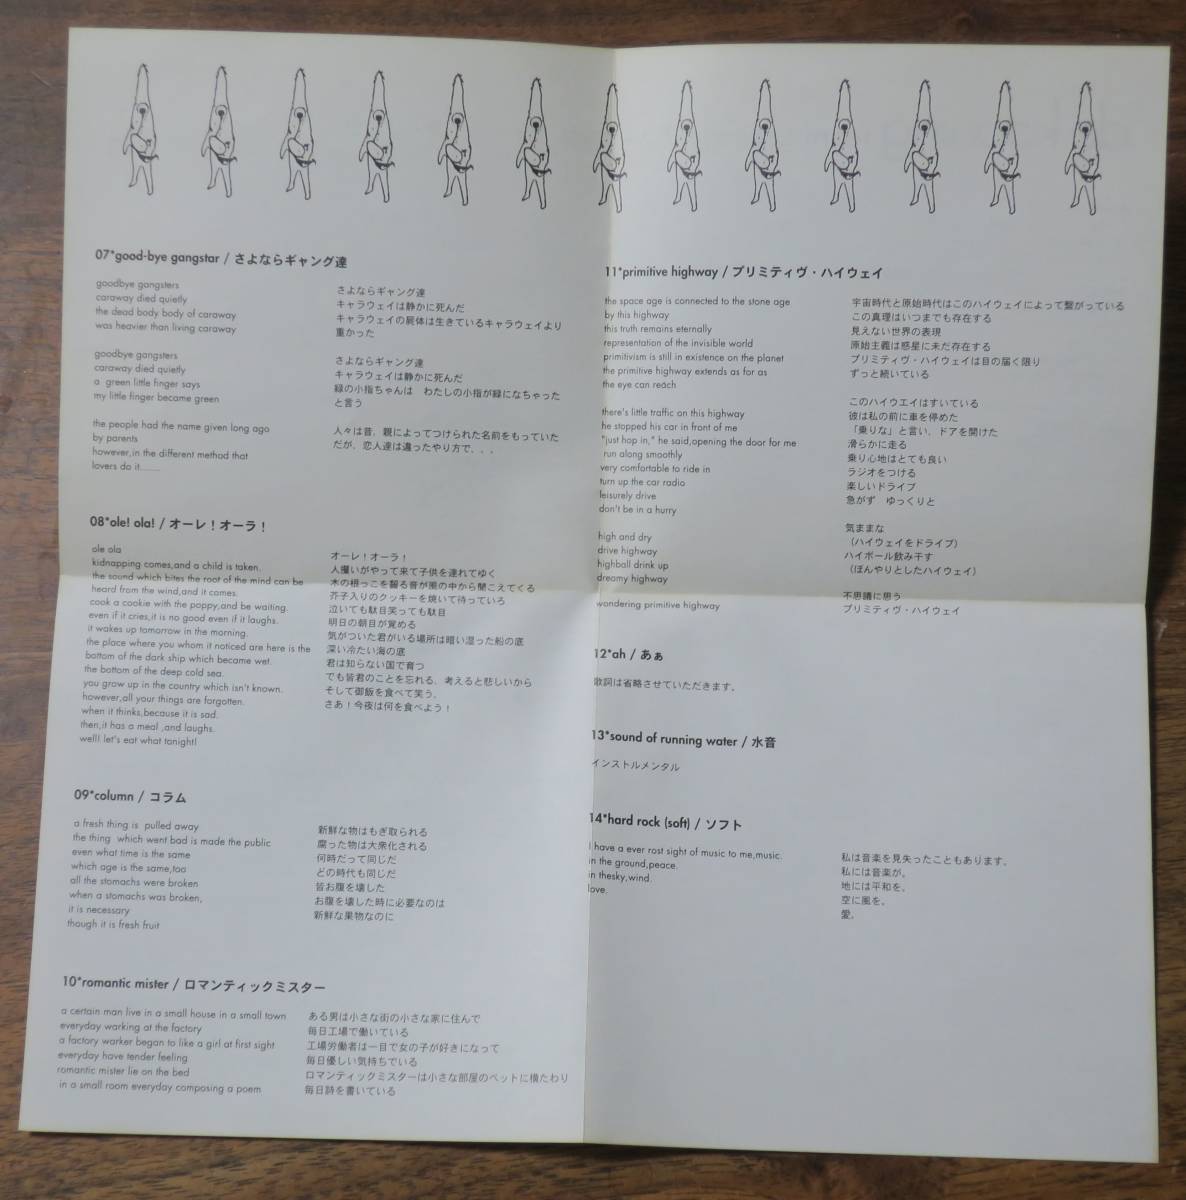 07*good-bye gangstar / さよならギャング達
goodbye gangsters
caraway died quietly
the dead body body of caraway
was heavier than living caraway
goodbye gangsters
caraway died quietly
a green little finger says
my little finger became green
the people had the name given long ago
by parents
however,in the different method that
lovers do it.........
さよならギャング達
キャラウェイは静かに死んだ
キャラウェイの屍体は生きているキャラウェイより
重かった
さよならギャング達
キャラウェイは静かに死んだ
緑の小指ちゃんは わたしの小指が緑になちゃった
と言う
人々は昔，親によってつけられた名前をもっていた
だが、恋人達は違ったやり方で．．．
08*ole! ola! / オーレ！オーラ！
ole ola
kidnapping comes,and a child is taken.
the sound which bites the root of the mind can be
heard from the wind,and it comes.
cook a cookie with the poppy,and be waiting.
even if it cries,it is no good even if it laughs.
it wakes up tomorrow in the morning.
the place where you whom it noticed are here is the
bottom of the dark ship which became wet.
the bottom of the deep cold sea.
you grow up in the country which isn't known.
however,all your things are forgotten.
when it thinks,because it is sad.
then,it has a meal ,and laughs.
well! let's eat what tonight!
オーレ！オーラ！
人攫いがやって来て子供を連れてゆく
木の根っこを齧る音が風の中から聞こえてくる
芥子入りのクッキーを焼いて待っていろ
泣いても駄目笑っても駄目
明日の朝目が覚める
気がついた君がいる場所は暗い湿った船の底
深い冷たい海の底
君は知らない国で育つ
でも皆君のことを忘れる，考えると悲しいから
そして御飯を食べて笑う．
さあ！今夜は何を食べよう！
09*column / コラム
a fresh thing is pulled away
the thing which went bad is made the public
even what time is the same
which age is the same,too
all the stomachs were broken
when a stomachs was broken,
it is necessary
though it is fresh fruit
新鮮な物はもぎ取られる
腐った物は大衆化される
何時だって同じだ
どの時代も同じだ
皆お腹を壊した
お腹を壊した時に必要なのは
新鮮な果物なのに
10*romantic mister / ロマンティックミスター
a certain man live in a small house in a small town
everyday warking at the factory
a factory warker began to like a girl at first sight
everyday have tender feeling
romantic mister lie on the bed
in a small room everyday composing a poem
ある男は小さな街の小さな家に住んで
毎日工場で働いている
工場労働者は一目で女の子が好きになって
毎日優しい気持ちでいる
ロマンティックミスターは小さな部屋のベットに横たわり
毎日詩を書いている
11*primitive highway / プリミティヴ・ハイウェイ
the space age is connected to the stone age
by this highway
this truth remains eternally
representation of the invisible world
primitivism is still in existence on the planet
the primitive highway extends as for as
the eye can reach
there's little traffic on this highway
he stopped his car in front of me
"just hop in," he said,opening the door for me
run along smoothly
very comfortable to ride in
turn up the car radio
leisurely drive
don't be in a hurry
high and dry
drive highway
highball drink up
dreamy highway
wondering primitive highway
宇宙時代と原始時代はこのハイウェイによって繋がっている
この真理はいつまでも存在する
見えない世界の表現
原始主義は惑星に未だ存在する
プリミティヴ・ハイウェイは目の届く限り
ずっと続いている
このハイウエイはすいている
彼は私の前に車を停めた
「乗りな」と言い、ドアを開けた
滑らかに走る
乗り心地はとても良い
ラジオをつける
楽しいドライブ
急がず ゆっくりと
気ままな
（ハイウェイをドライブ）
ハイボール飲み干す
（ぼんやりとしたハイウェイ）
不思議に思う
プリミティヴ・ハイウェイ
12*ah / あぁ
歌詞は省略させていただきます．
13*sound of running water / 水音
インストルメンタル
14*hard rock (soft) / ソフト
I have a ever rost sight of music to me,music.
in the ground,peace.
in thesky,wind.
love.
私は音楽を見失ったこともあります．
私には音楽が．
地には平和を．
空に風を．
愛．